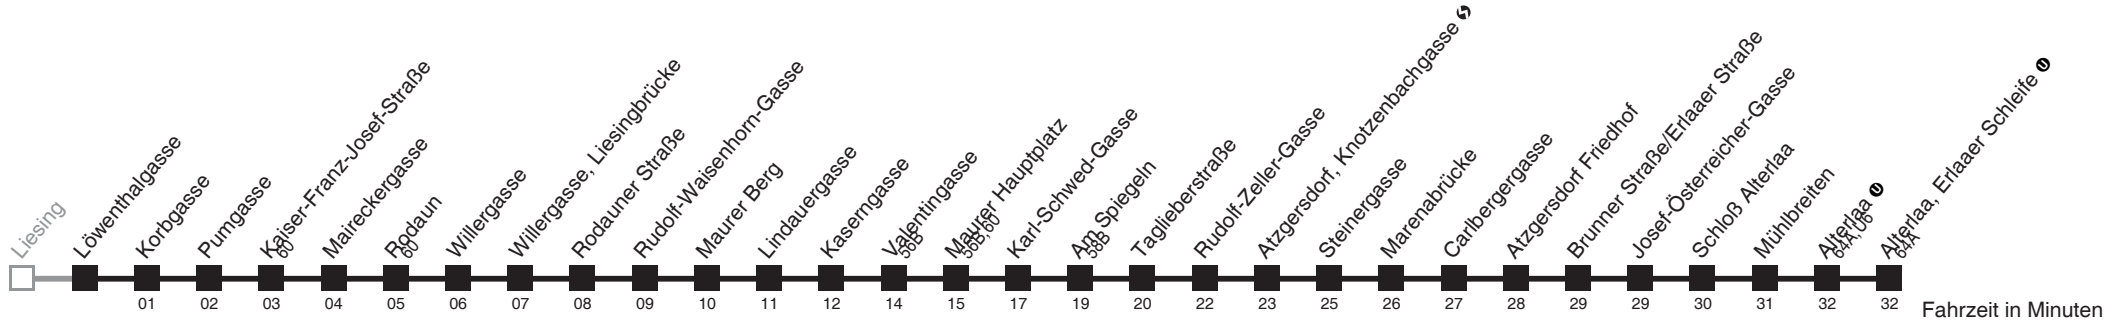 Liesing
Löwenthalgasse
Korbgasse
01
Purngasse
02
Kaiser-Franz-Josef-Straße
60
03
Maireckergasse
04
Rodaun
60
05
Willergasse
06
Willergasse, Liesingbrücke
07
Rodauner Straße
08
Rudolf-Waisenhorn-Gasse
09
Maurer Berg
10
Lindauergasse
11
Kaserngasse
12
Valentingasse
56B
14
Maurer Hauptplatz
56B,60
15
Karl-Schwed-Gasse
17
Am Spiegeln
58B
19
Taglieberstraße
20
Rudolf-Zeller-Gasse
22
Atzgersdorf, Knotzenbachgasse
23
Steinergasse
25
Marenabrücke
26
Carlbergergasse
27
Atzgersdorf Friedhof
28
Brunner Straße/Erlaaer Straße
29
Josef-Österreicher-Gasse
29
Schloß Alterlaa
30
Mühlbreiten
31
Alterlaa U
64A,U6
32
Alterlaa, Erlaaer Schleife U
64A
32
Fahrzeit in Minuten